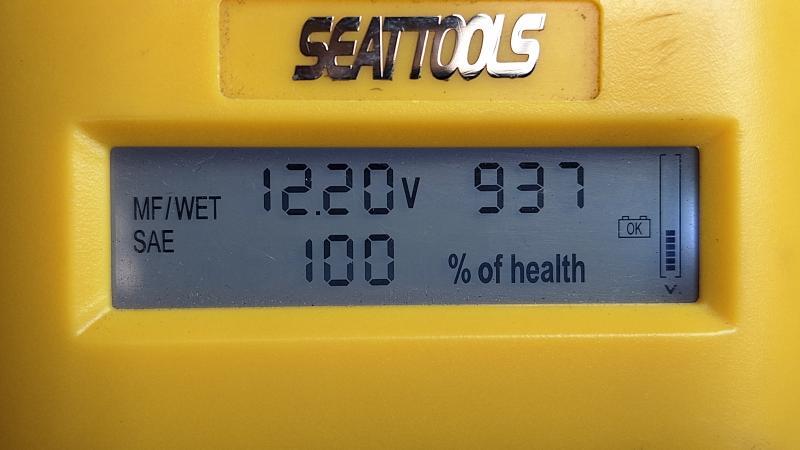 SEATTOOLS
MF/WET 12.20V 937
SAE 100 % of health
OK
V